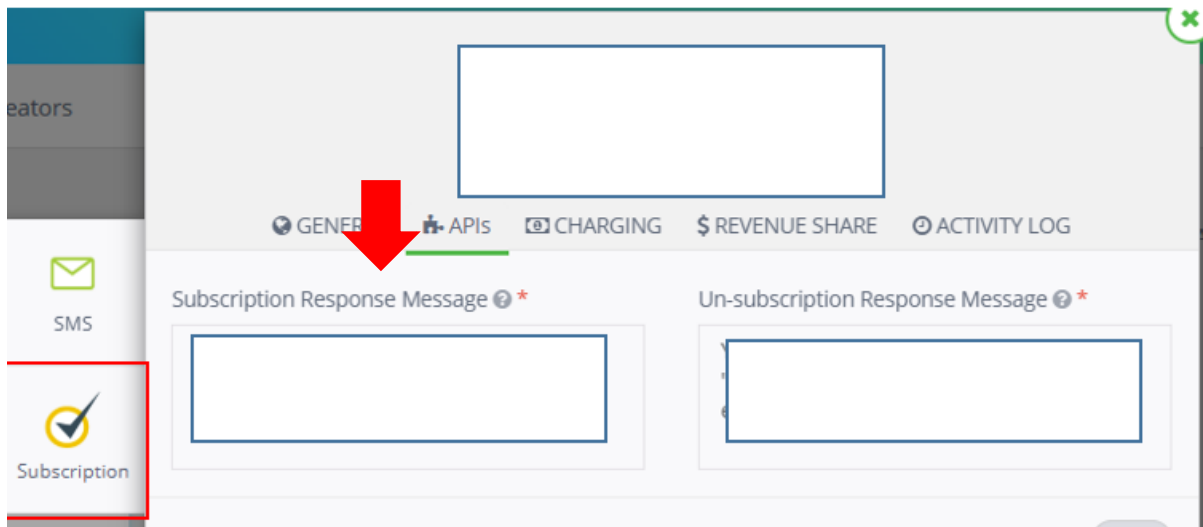 eators
GENER
APIs
CHARGING
$ REVENUE SHARE
ACTIVITY LOG
SMS
Subscription
Subscription Response Message *
Un-subscription Response Message *